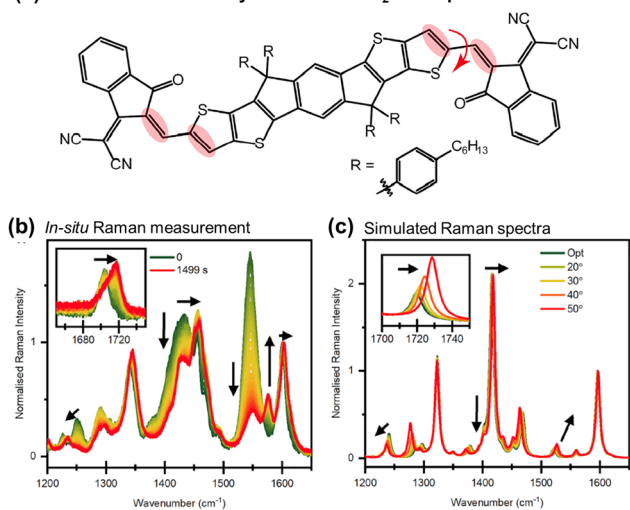 CN
CN
O
R
R
S
S
S
S
R
R
O
NC
CN
R =
C6H13
(b) In-situ Raman measurement
(c) Simulated Raman spectra
0
1499 s
1680 1720
Normalised Raman Intensity
1
0
1200 1300 1400 1500 1600
Wavenumber (cm-1)
Opt
20°
30°
40°
50°
1700 1720 1740
Normalised Raman Intensity
2
1
0
1200 1300 1400 1500 1600
Wavenumber (cm-1)